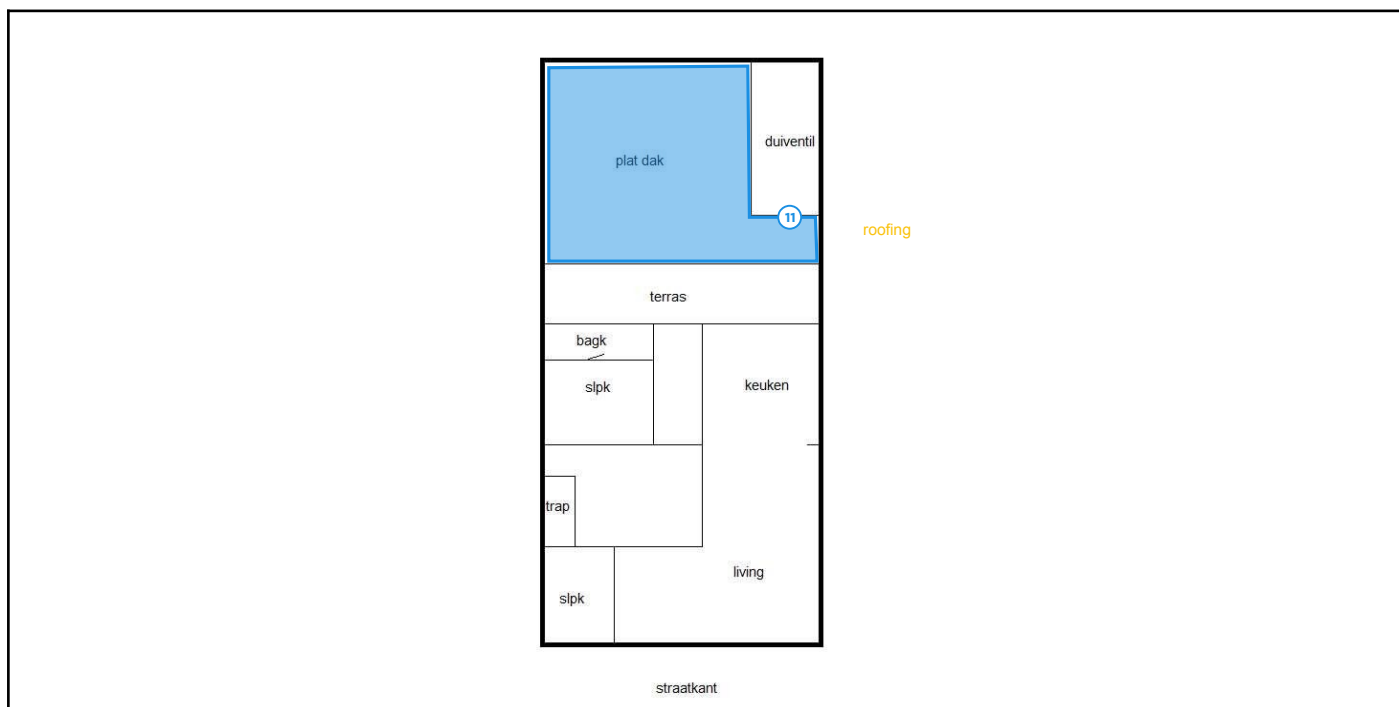 plat dak
duiventil
11
roofing
terras
bagk
slpk
keuken
trap
living
slpk
straatkant